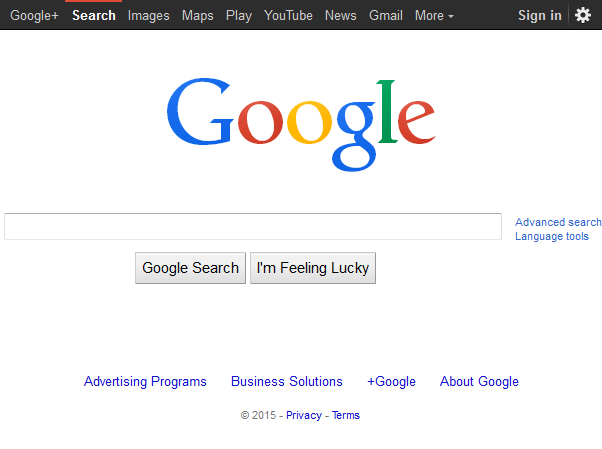 Google+ Search Images Maps Play YouTube News Gmail More Sign in
Google
Advanced search
Language tools
Google Search I'm Feeling Lucky
Advertising Programs Business Solutions +Google About Google
© 2015 - Privacy - Terms